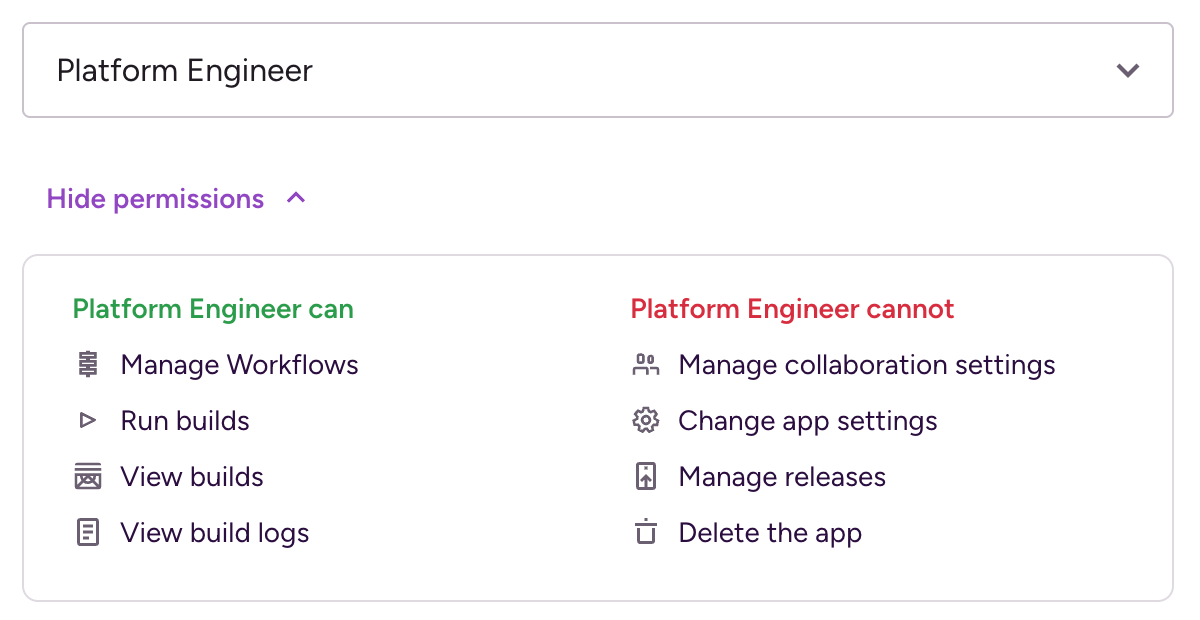 Platform Engineer
Hide permissions
Platform Engineer can
Manage Workflows
Run builds
View builds
View build logs
Platform Engineer cannot
Manage collaboration settings
Change app settings
Manage releases
Delete the app